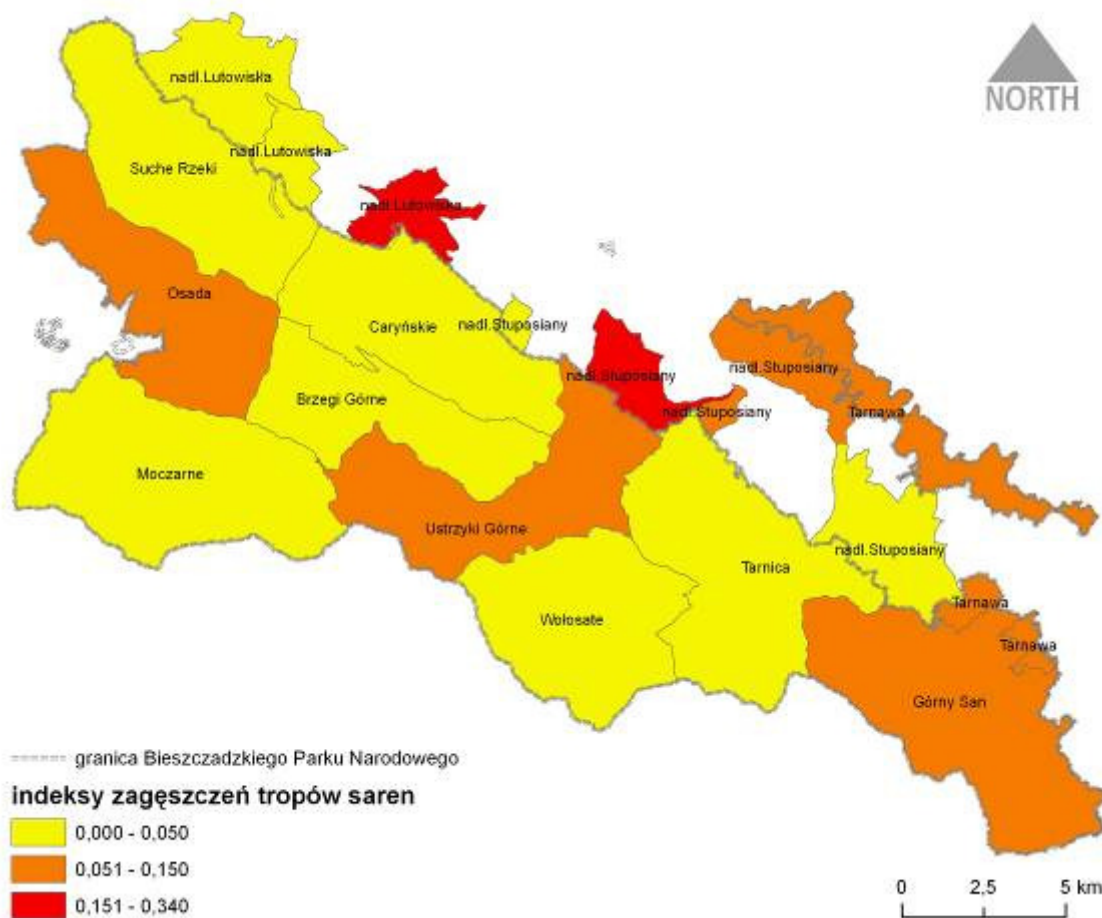 nadl.Lutowiska
NORTH
nadl.Lutowiska
Suche Rzeki
nadl.Lutowiska
Osada
Caryńskie
nadl.Stuposiany
nadl.Stuposiany
nadl.Stuposiany
Brzegi Górne
nadl.Stuposiany
Tarnawa
Moczarne
Ustrzyki Górne
nadl.Stuposiany
Tarnica
Wołosate
Tarnawa
Tarnawa
Górny San
granica Bieszczadzkiego Parku Narodowego
indeksy zagęszczeń tropów saren
0,000 - 0,050
0,051 - 0,150
0,151 - 0,340
0 2,5 5 km